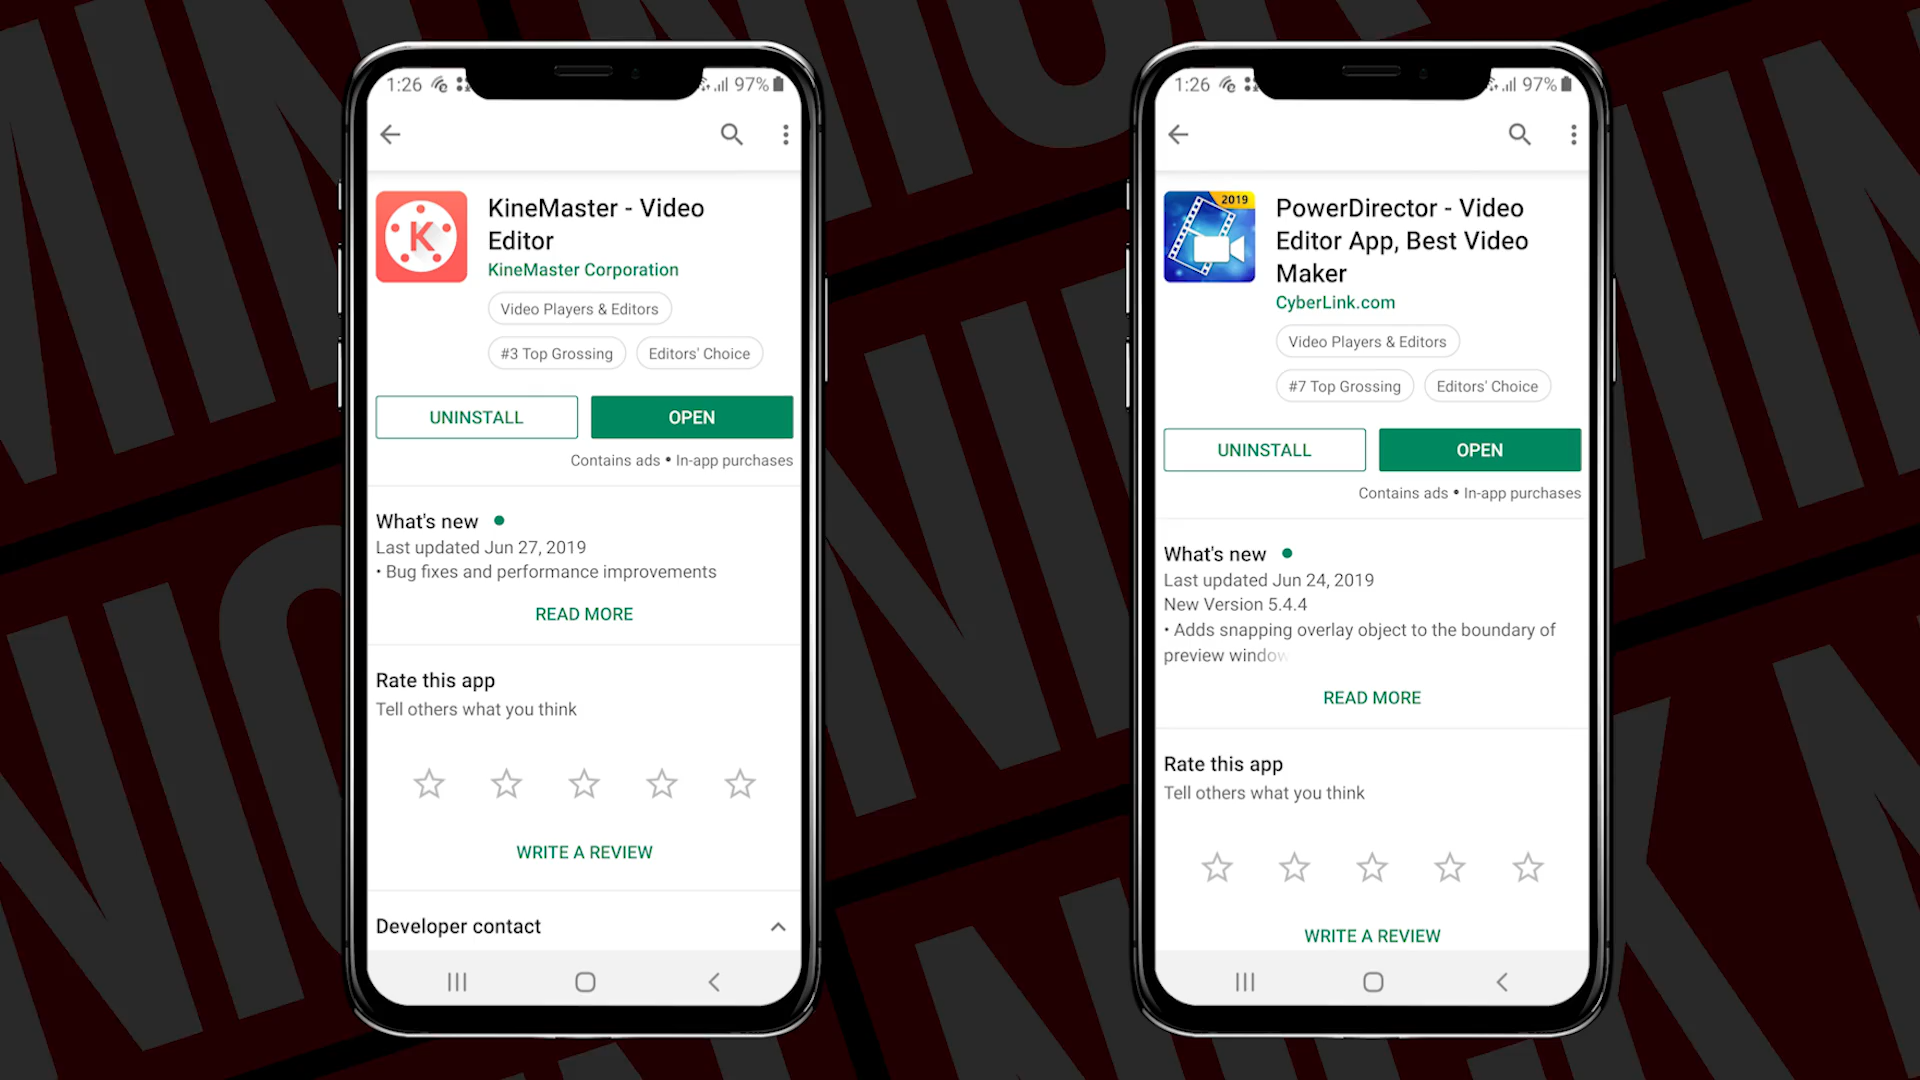 1:26
97%
KineMaster - Video
Editor
KineMaster Corporation
Video Players & Editors
#3 Top Grossing
Editors' Choice
UNINSTALL
OPEN
Contains ads • In-app purchases
What's new
Last updated Jun 27, 2019
• Bug fixes and performance improvements
READ MORE
Rate this app
Tell others what you think
WRITE A REVIEW
Developer contact
1:26
97%
2019
PowerDirector - Video
Editor App, Best Video
Maker
CyberLink.com
Video Players & Editors
#7 Top Grossing
Editors' Choice
UNINSTALL
OPEN
Contains ads • In-app purchases
What's new
Last updated Jun 24, 2019
New Version 5.4.4
• Adds snapping overlay object to the boundary of
preview window
READ MORE
Rate this app
Tell others what you think
WRITE A REVIEW